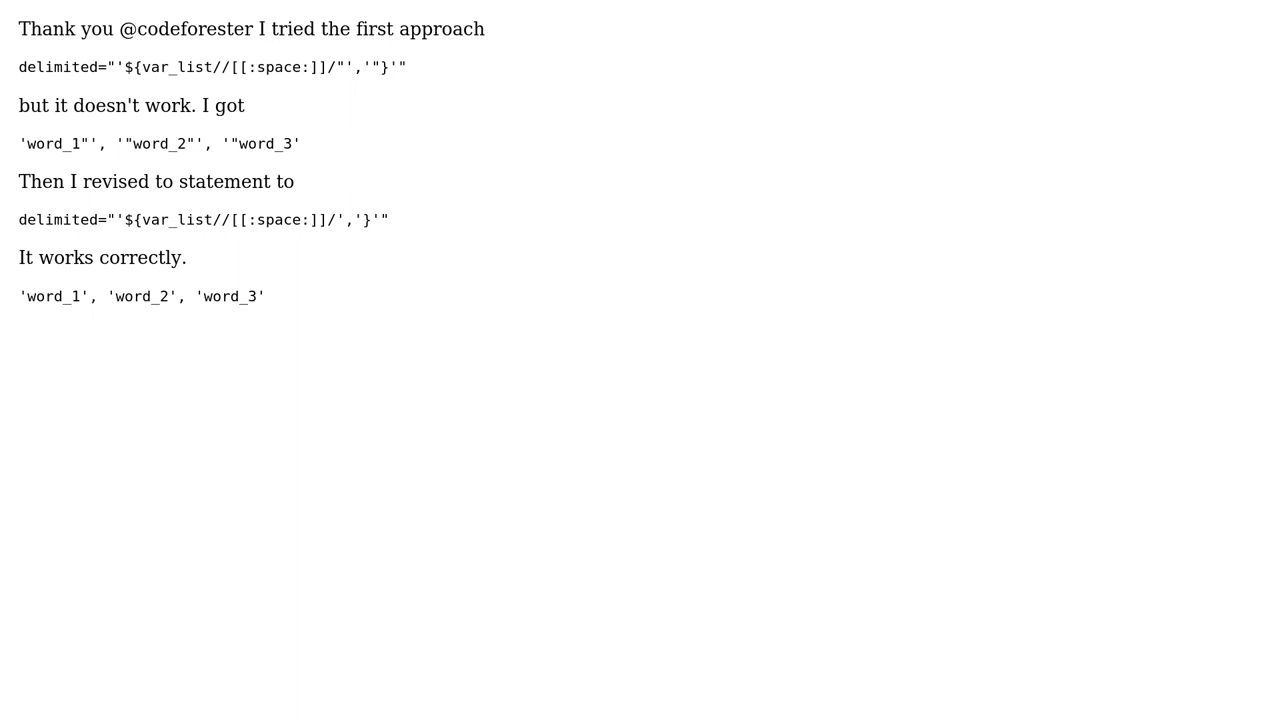 Thank you @codeforester I tried the first approach
delimited="'${var_list//[[:space:]]/"','"}'"
but it doesn't work. I got
'word_1"', '"word_2"', '"word_3'
Then I revised to statement to
delimited="'${var_list//[[:space:]]/','}'"
It works correctly.
'word_1', 'word_2', 'word_3'